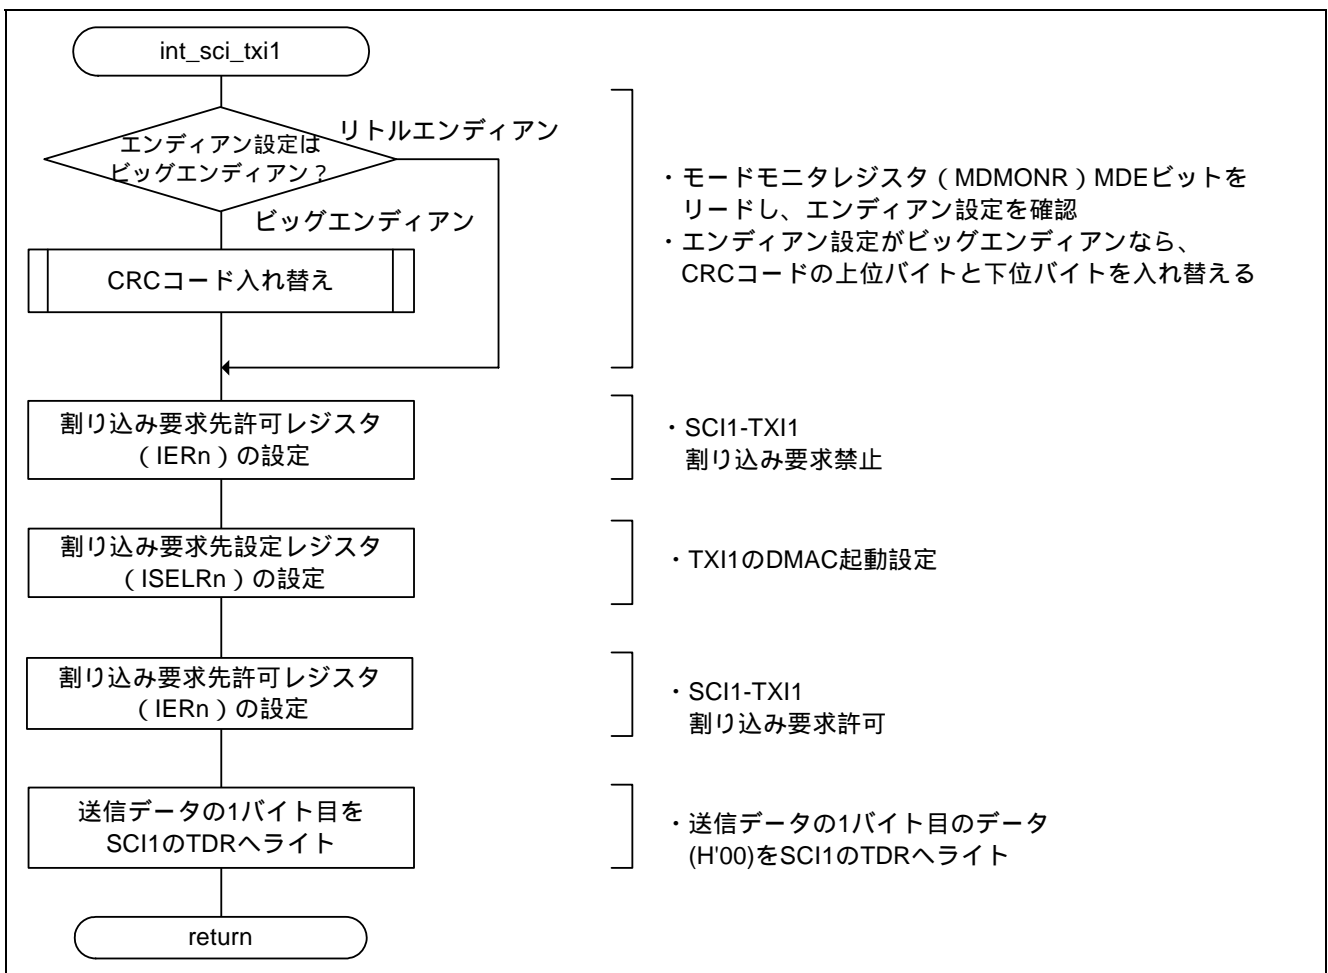 int_sci_txi1
エンディアン設定は
ビッグエンディアン？
リトルエンディアン
ビッグエンディアン
CRCコード入れ替え
・モードモニタレジスタ（MDMONR）MDEビットを
リードし、エンディアン設定を確認
・エンディアン設定がビッグエンディアンなら、
CRCコードの上位バイトと下位バイトを入れ替える
割り込み要求先許可レジスタ
（IERn）の設定
・SCI1-TXI1
割り込み要求禁止
割り込み要求先設定レジスタ
（ISELRn）の設定
・TXI1のDMAC起動設定
割り込み要求先許可レジスタ
（IERn）の設定
・SCI1-TXI1
割り込み要求許可
送信データの1バイト目を
SCI1のTDRへライト
・送信データの1バイト目のデータ
(H'00)をSCI1のTDRへライト
return